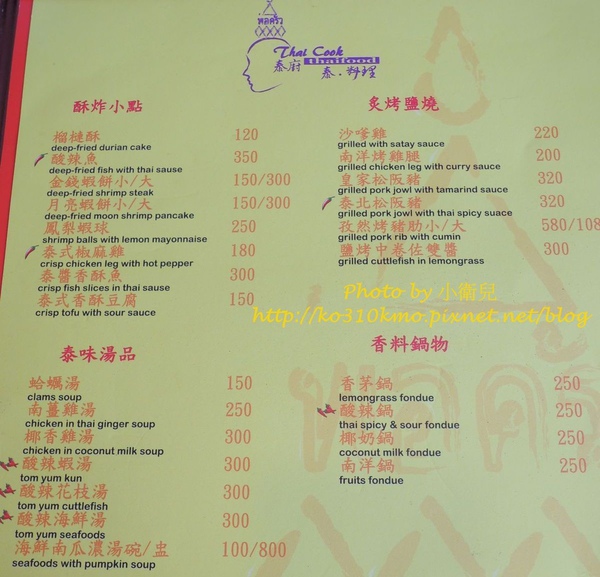 พ่อครัว
Thai Cook
泰廚 thaifood
泰．料理
酥炸小點
榴槤酥 120
deep-fried durian cake
酸辣魚 350
deep-fried fish with thai sause
金錢蝦餅小/大 150/300
deep-fried shrimp steak
月亮蝦餅小/大 150/300
deep-fried moon shrimp pancake
鳳梨蝦球 250
shrimp balls with lemon mayonnaise
泰式椒麻雞 180
crisp chicken leg with hot pepper
泰醬香酥魚 300
crisp fish slices in thai sause
泰式香酥豆腐 150
crisp tofu with sour sauce
炙烤鹽燒
沙嗲雞 220
grilled with satay sauce
南洋烤雞腿 200
grilled chicken leg with curry sauce
皇家松阪豬 320
grilled pork jowl with tamarind sauce
泰北松阪豬 320
grilled pork jowl with thai spicy suace
孜然烤豬肋小/大 580/108
grilled pork rib with cumin
鹽烤中卷佐雙醬 300
grilled cuttlefish in lemongrass
Photo by 小衛兒
http://ko310kmo.pixnet.net/blog
泰味湯品
蛤蠣湯 150
clams soup
南薑雞湯 250
chicken in thai ginger soup
椰香雞湯 300
chicken in coconut milk soup
酸辣蝦湯 300
tom yum kun
酸辣花枝湯 300
tom yum cuttlefish
酸辣海鮮湯 300
tom yum seafoods
海鮮南瓜濃湯碗/盅 100/800
seafoods with pumpkin soup
香料鍋物
香茅鍋 250
lemongrass fondue
酸辣鍋 250
thai spicy & sour fondue
椰奶鍋 250
coconut milk fondue
南洋鍋 250
fruits fondue